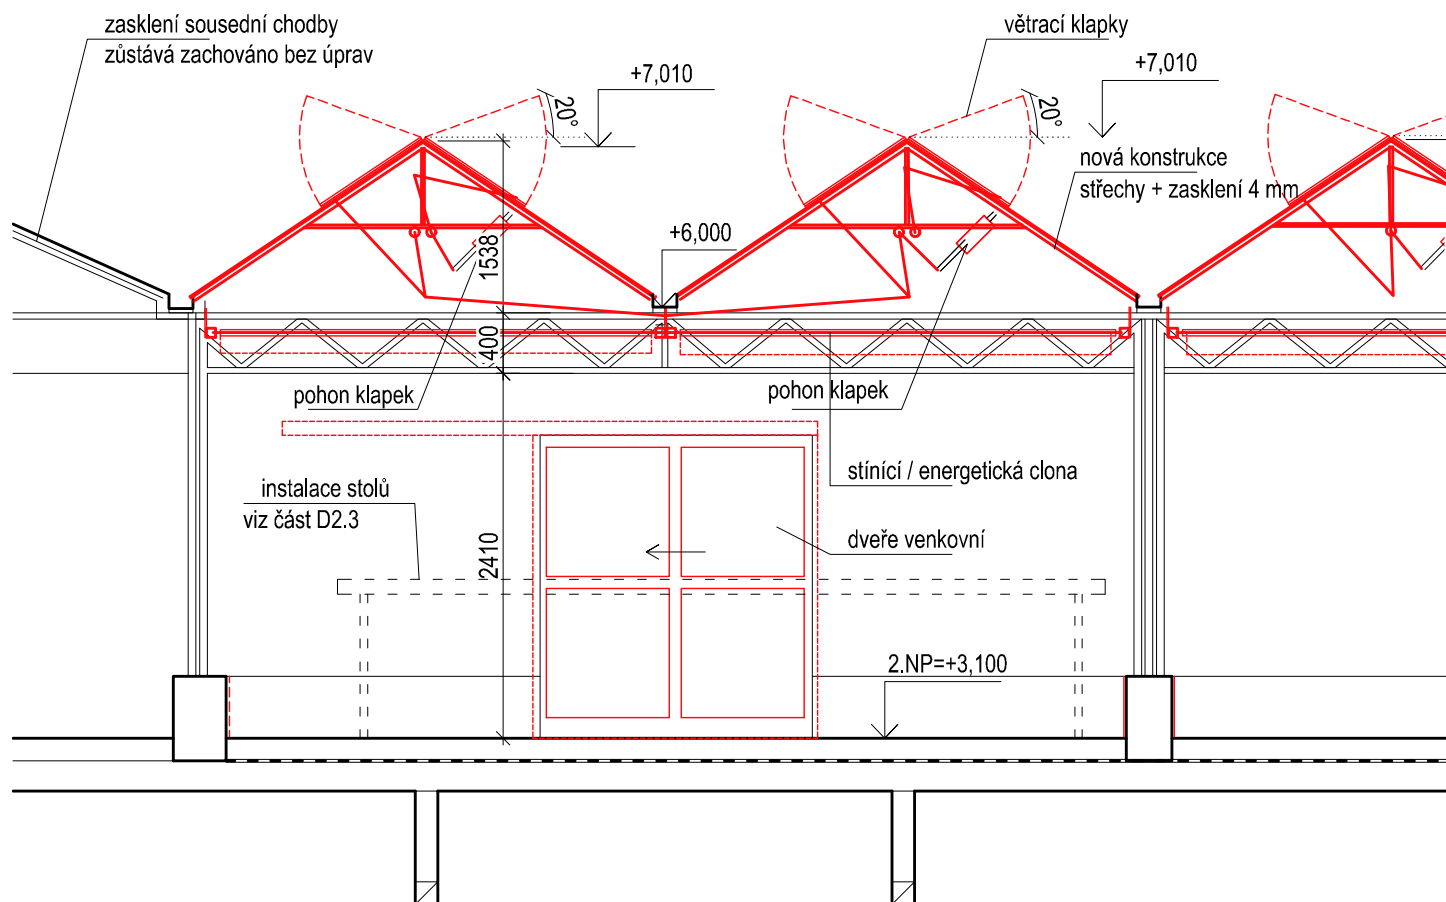 zasklení sousední chodby
zůstává zachováno bez úprav
větrací klapky
+7,010
+7,010
20°
20°
nová konstrukce
střechy + zasklení 4 mm
+6,000
1538
400
pohon klapek
pohon klapek
stínící / energetická clona
instalace stolů
viz část D2.3
dveře venkovní
2410
2.NP=+3,100